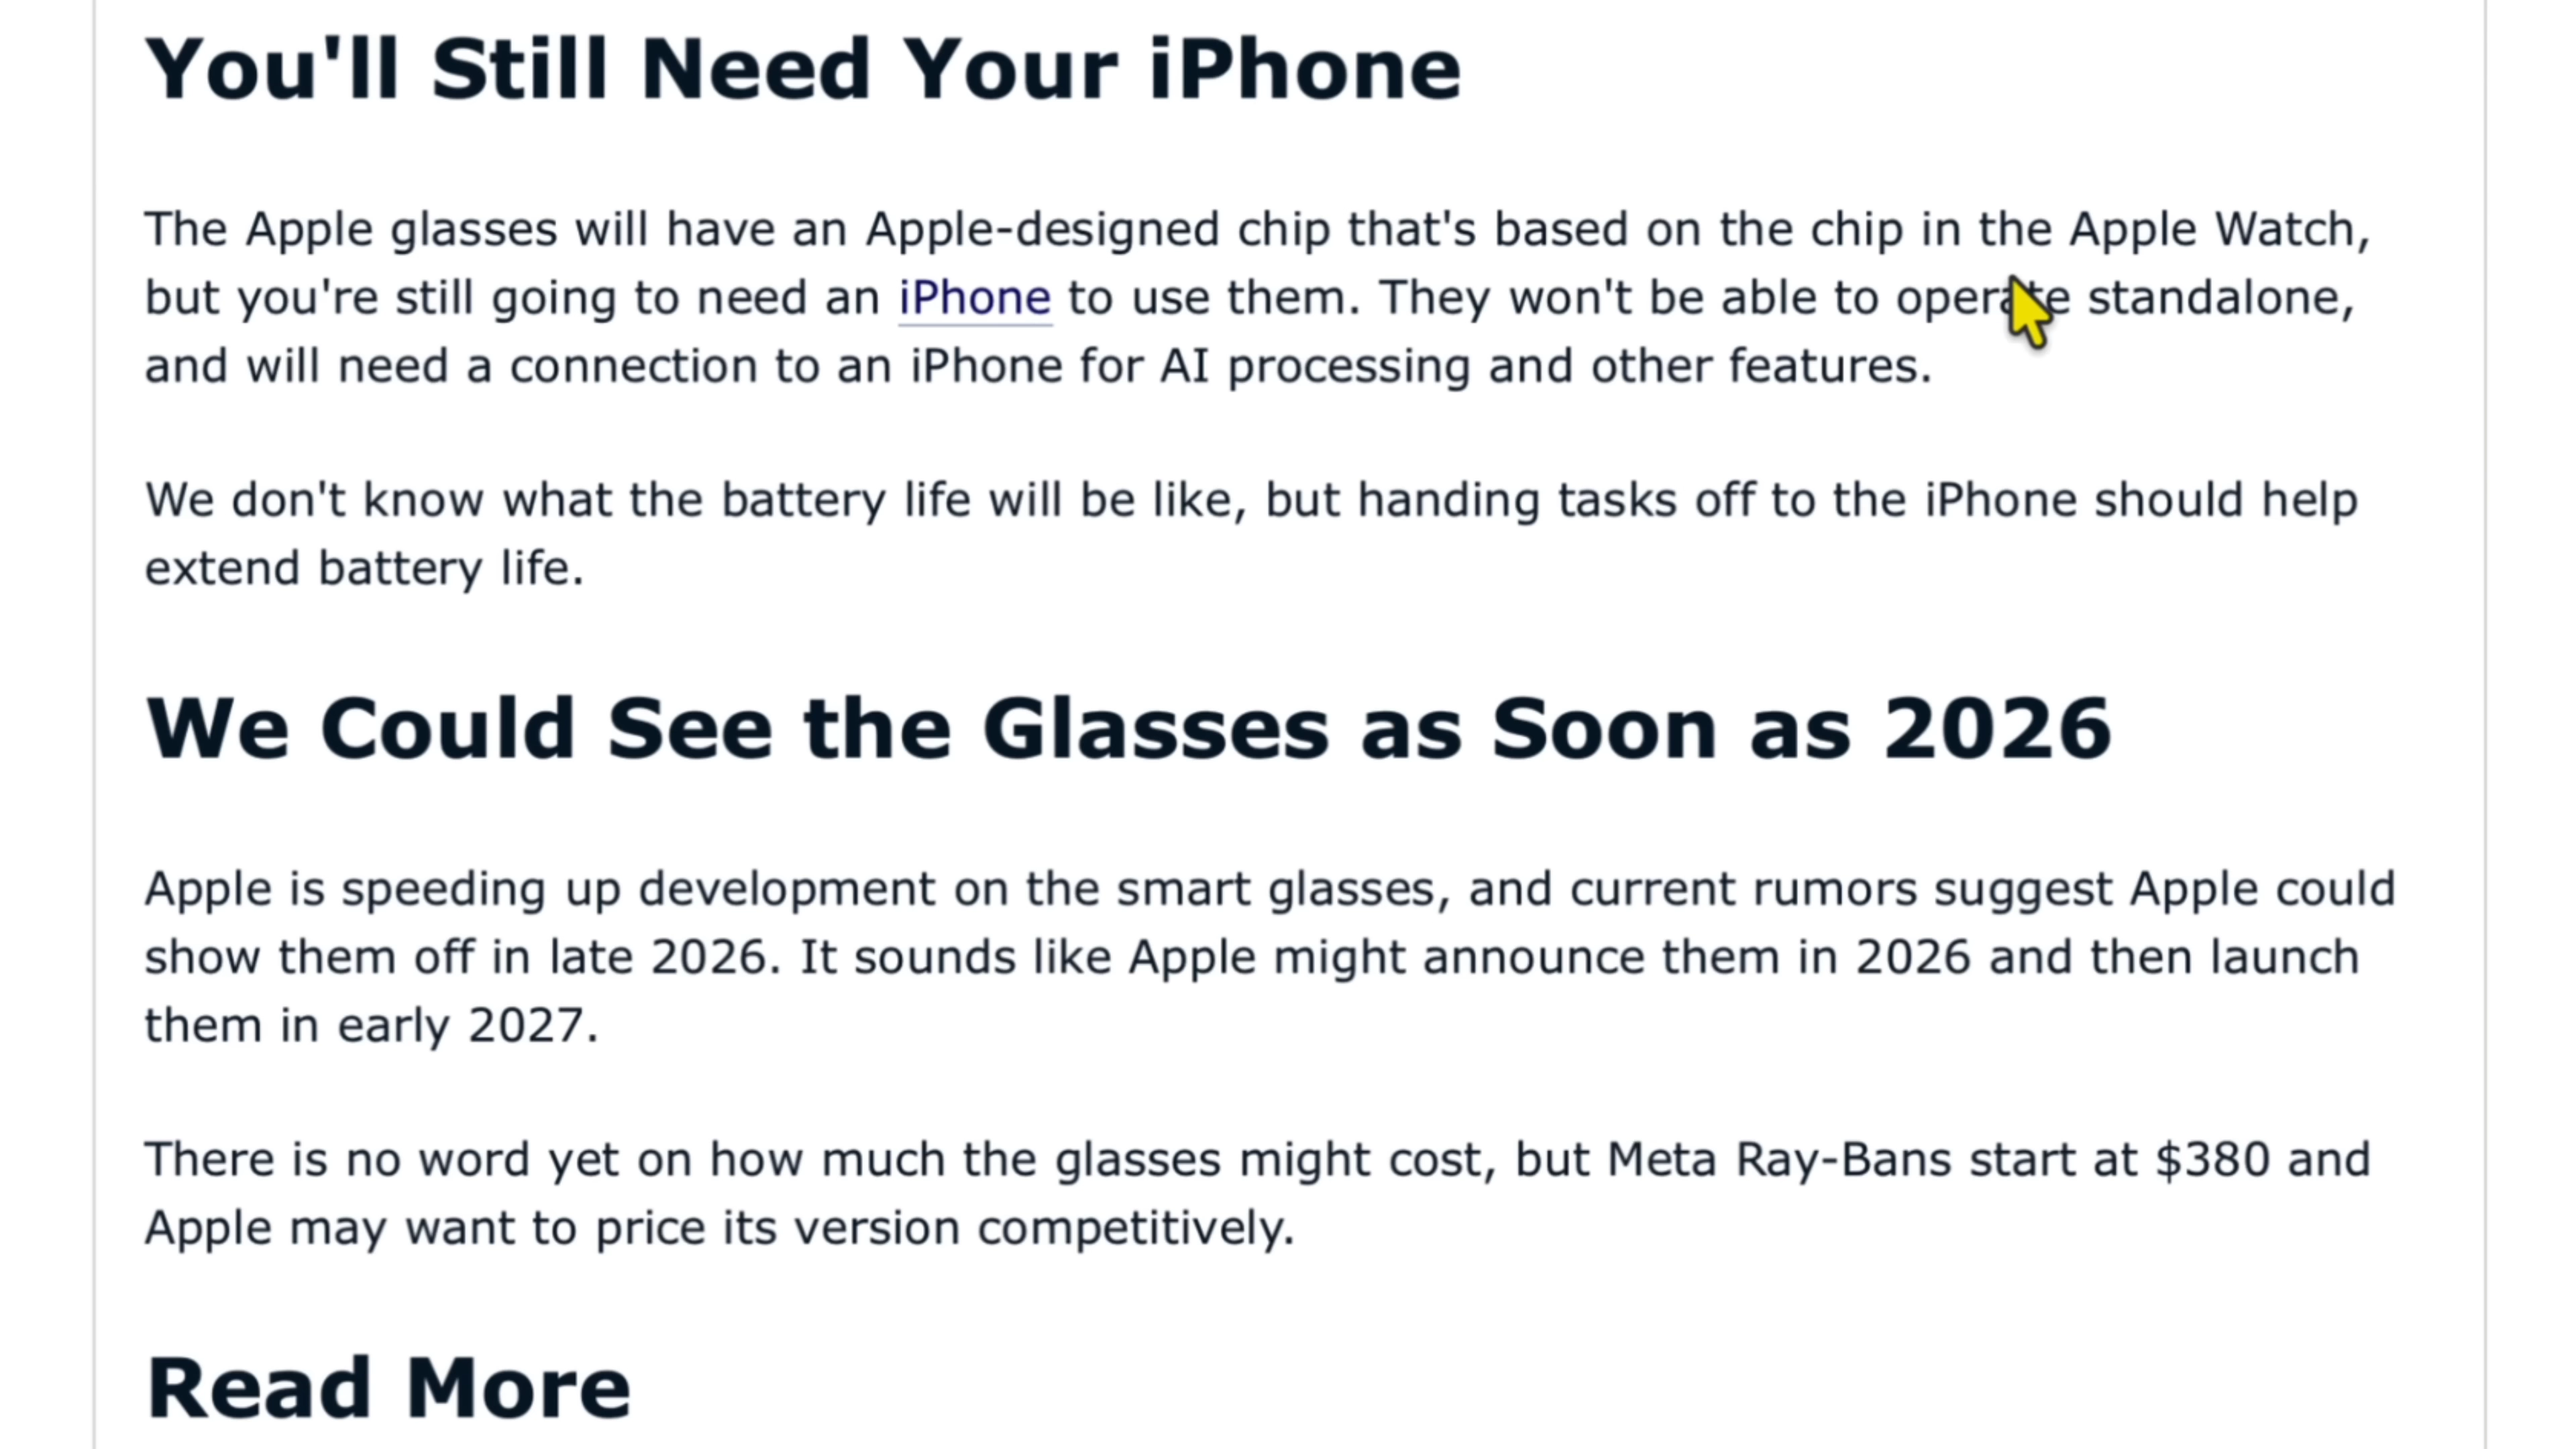 You'll Still Need Your iPhone
The Apple glasses will have an Apple-designed chip that's based on the chip in the Apple Watch,
but you're still going to need an iPhone to use them. They won't be able to operate standalone,
and will need a connection to an iPhone for AI processing and other features.
We don't know what the battery life will be like, but handing tasks off to the iPhone should help
extend battery life.
We Could See the Glasses as Soon as 2026
Apple is speeding up development on the smart glasses, and current rumors suggest Apple could
show them off in late 2026. It sounds like Apple might announce them in 2026 and then launch
them in early 2027.
There is no word yet on how much the glasses might cost, but Meta Ray-Bans start at $380 and
Apple may want to price its version competitively.
Read More